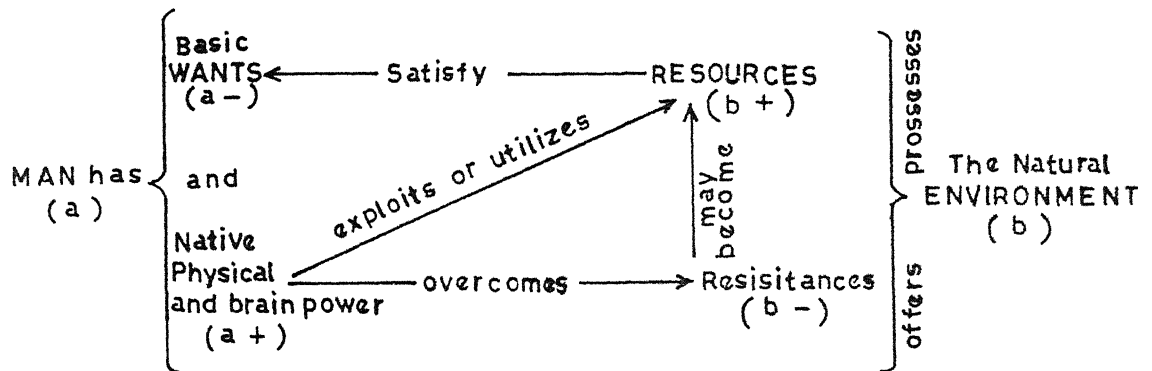 Basic
WANTS
(a-)
Satisfy
RESOURCES
(b+)
prossesses
exploits or utilizes
may
become
MAN has
(a)
and
The Natural
ENVIRONMENT
(b)
Native
Physical
and brain power
(a+)
overcomes
Resisitances
(b-)
offers